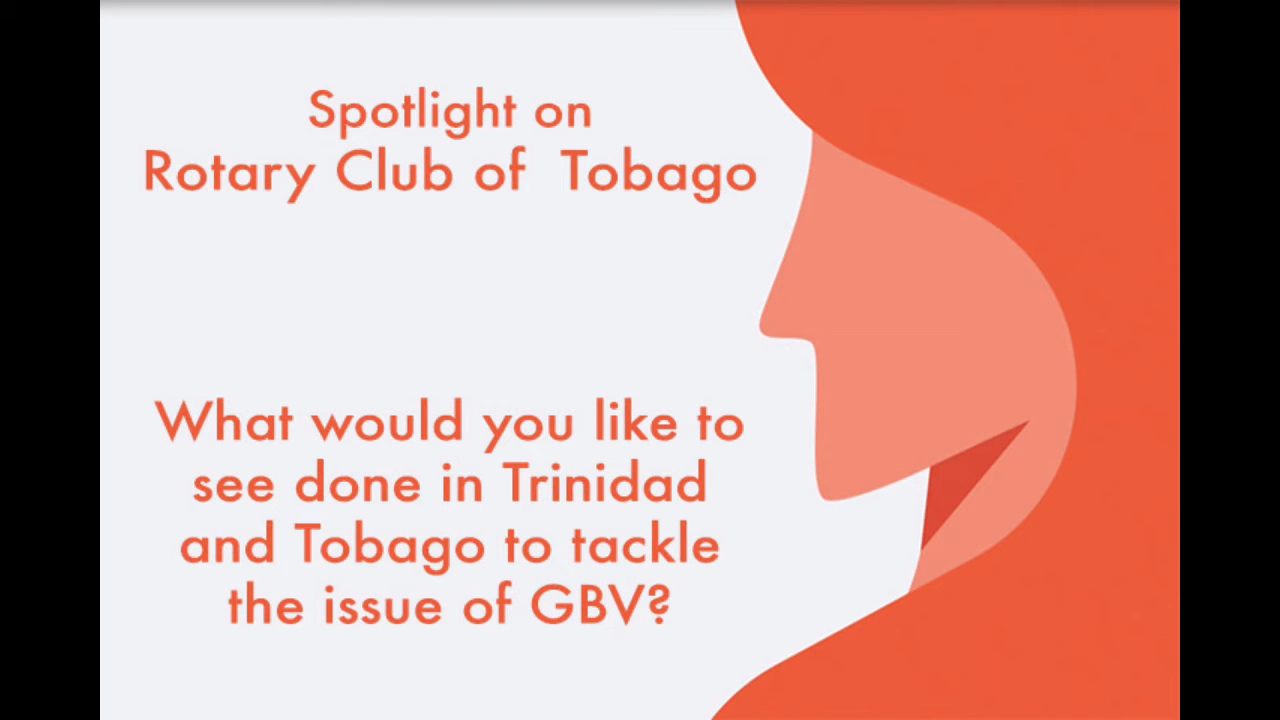 Spotlight on
Rotary Club of Tobago
What would you like to
see done in Trinidad
and Tobago to tackle
the issue of GBV?